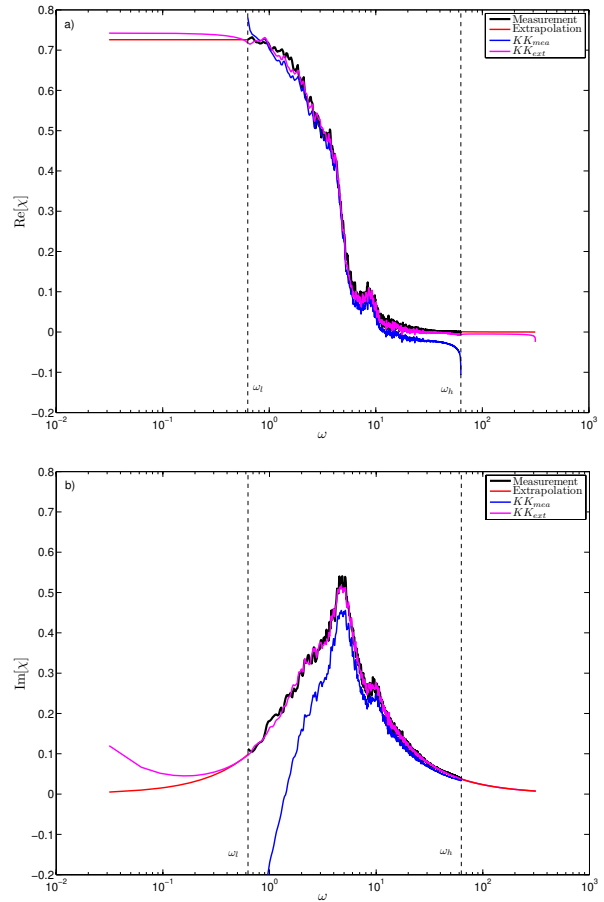 a)
Measurement
Extrapolation
KK_mea
KK_ext
0.8
0.7
0.6
0.5
0.4
0.3
0.2
0.1
0
−0.1
−0.2
Re[χ]
ω_l
ω_h
10^−2
10^−1
10^0
10^1
10^2
10^3
ω
b)
Measurement
Extrapolation
KK_mea
KK_ext
0.8
0.7
0.6
0.5
0.4
0.3
0.2
0.1
0
−0.1
−0.2
Im[χ]
ω_l
ω_h
10^−2
10^−1
10^0
10^1
10^2
10^3
ω